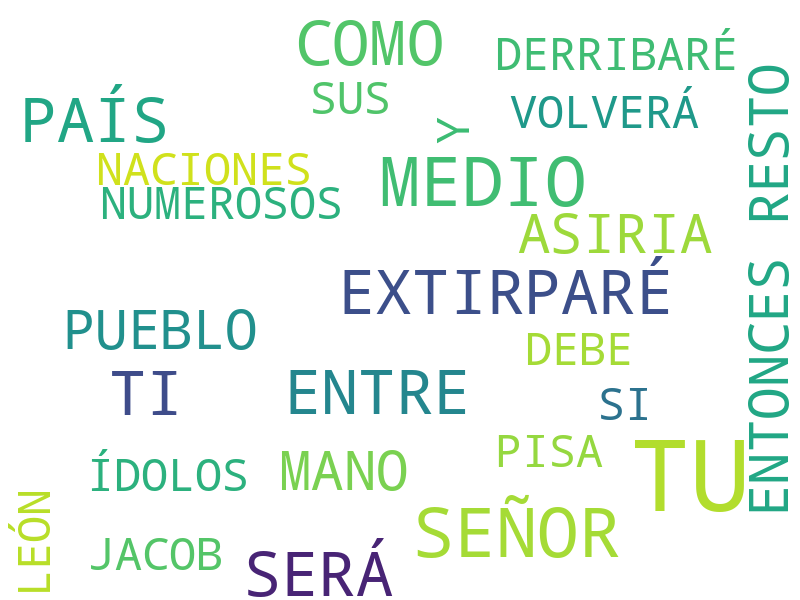 COMO
DERRIBARÉ
SUS
PAÍS
VOLVERÁ
Y
RESTO
NACIONES
MEDIO
NUMEROSOS
ASIRIA
EXTIRPARÉ
ENTONCES
PUEBLO
DEBE
TI
ENTRE
SI
PISA
TU
ÍDOLOS
MANO
LEÓN
SEÑOR
JACOB
SERÁ